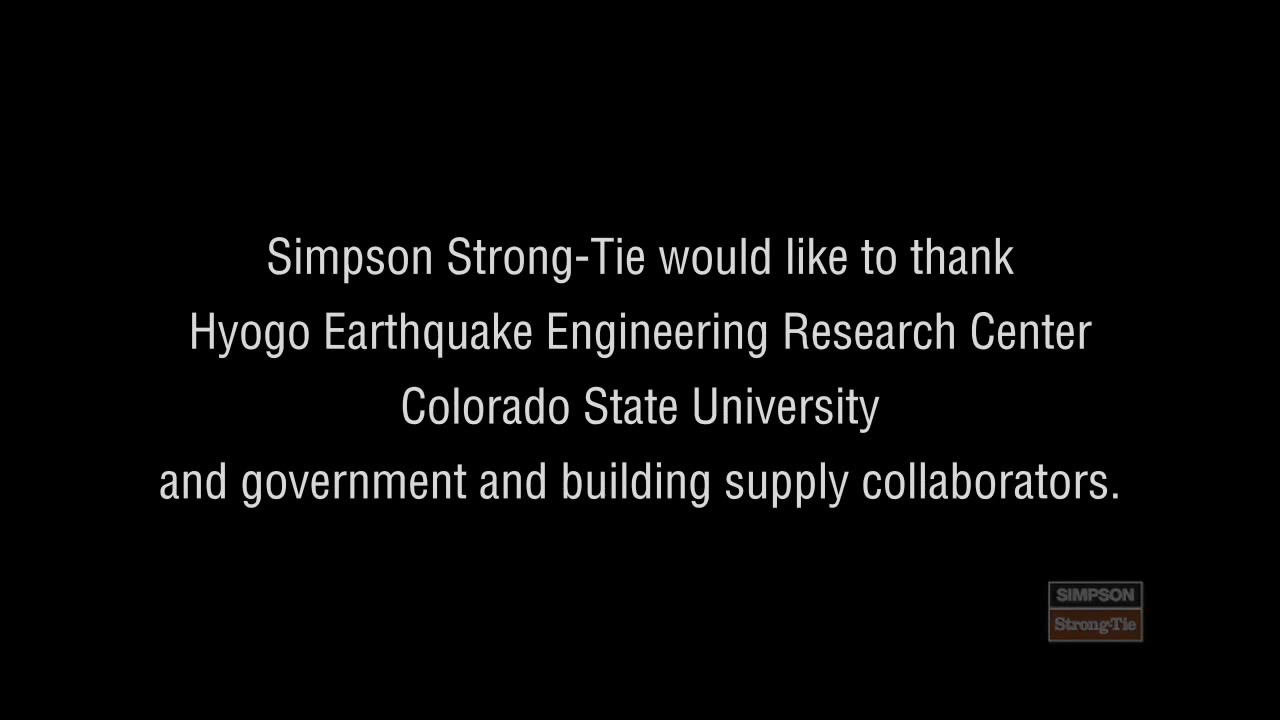 Simpson Strong-Tie would like to thank
Hyogo Earthquake Engineering Research Center
Colorado State University
and government and building supply collaborators.
SIMPSON
Strong-Tie